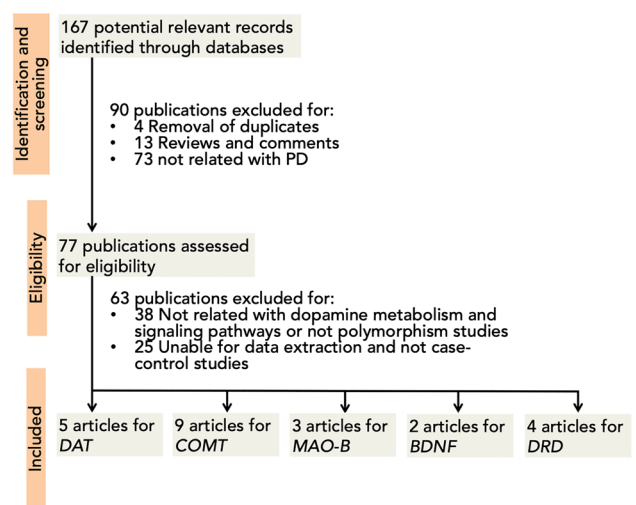 Identification and
screening
167 potential relevant records
identified through databases
90 publications excluded for:
• 4 Removal of duplicates
• 13 Reviews and comments
• 73 not related with PD
Eligibility
77 publications assessed
for eligibility
63 publications excluded for:
• 38 Not related with dopamine metabolism and
signaling pathways or not polymorphism studies
• 25 Unable for data extraction and not case-
control studies
Included
5 articles for
DAT
9 articles for
COMT
3 articles for
MAO-B
2 articles for
BDNF
4 articles for
DRD